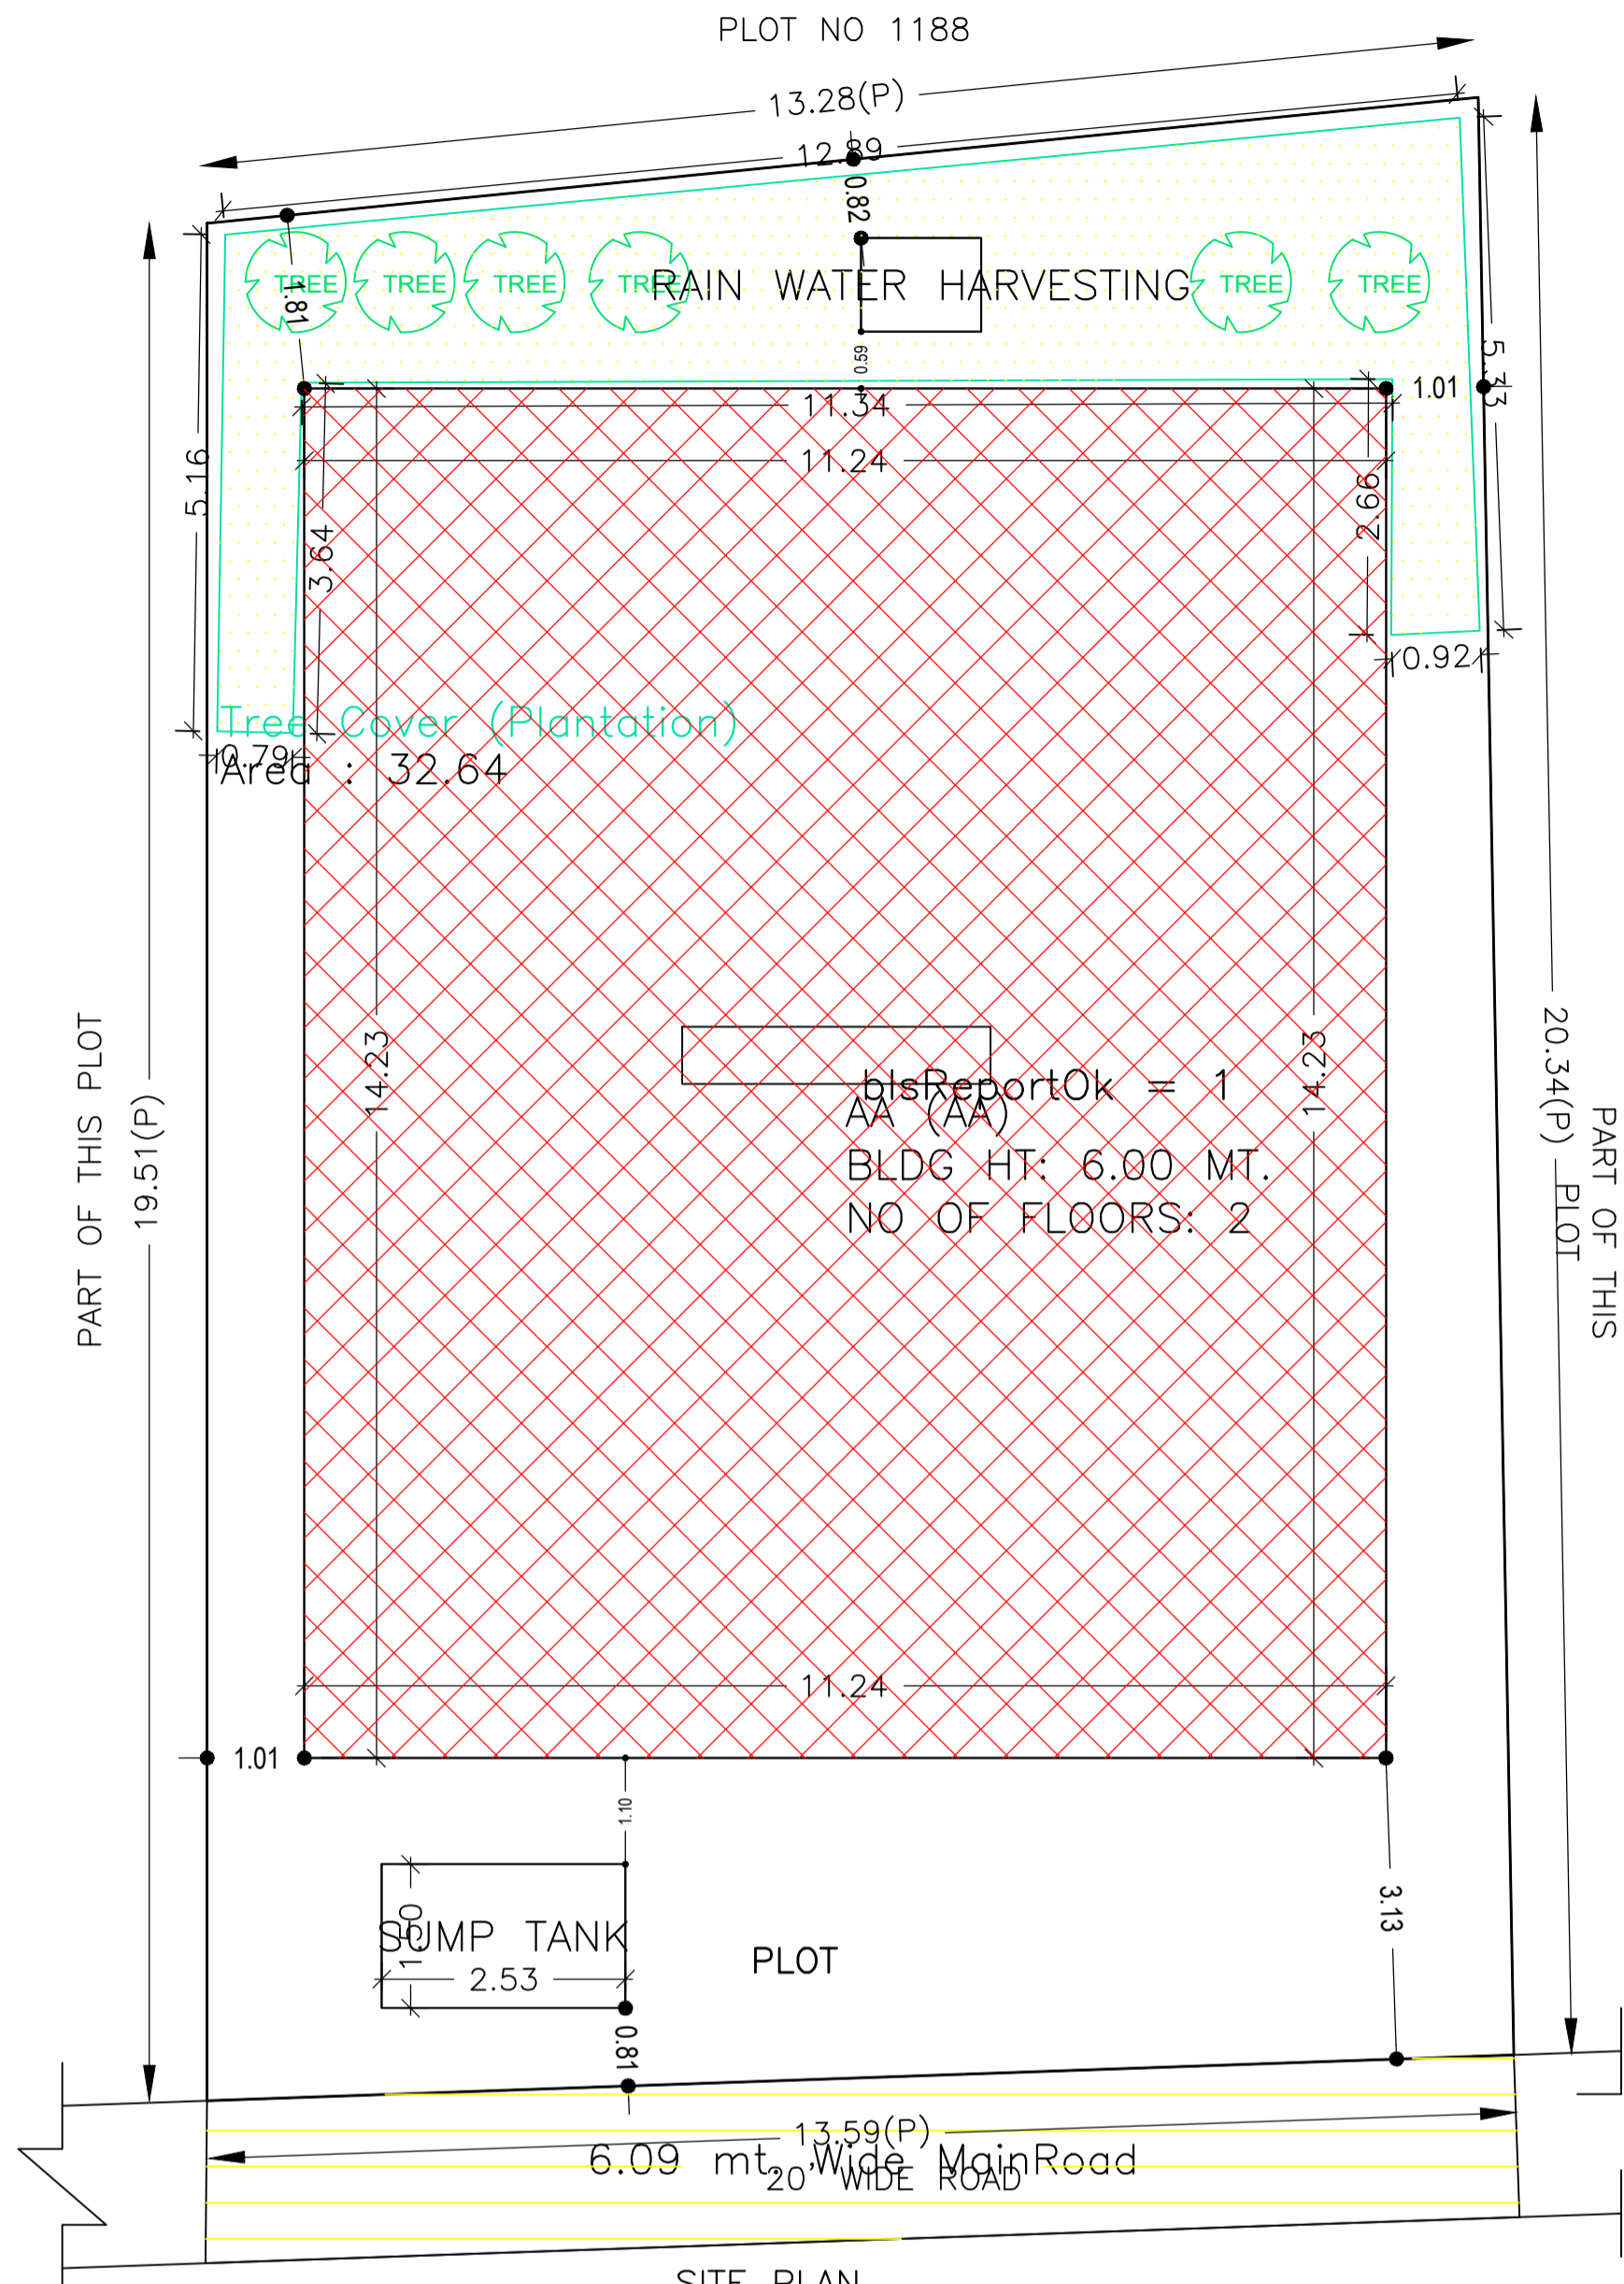 PLOT NO 1188
13.28(P)
12.89
0.82
TREE
TREE
TREE
TREE
TREE
TREE
RAIN WATER HARVESTING
1.81
0.59
5.33
1.01
11.34
11.24
5.16
2.66
3.64
0.92
Tree Cover (Plantation)
0.79
Area : 32.64
14.23
14.23
bIsReportOk = 1
AA (AA)
BLDG HT: 6.00 MT.
NO OF FLOORS: 2
PART OF THIS PLOT
19.51(P)
20.34(P)
PART OF THIS
PLOT
11.24
1.01
1.10
3.13
1.50
SUMP TANK
PLOT
2.53
0.81
13.59(P)
6.09 mt. Wide MainRoad
20' WIDE ROAD
SITE PLAN